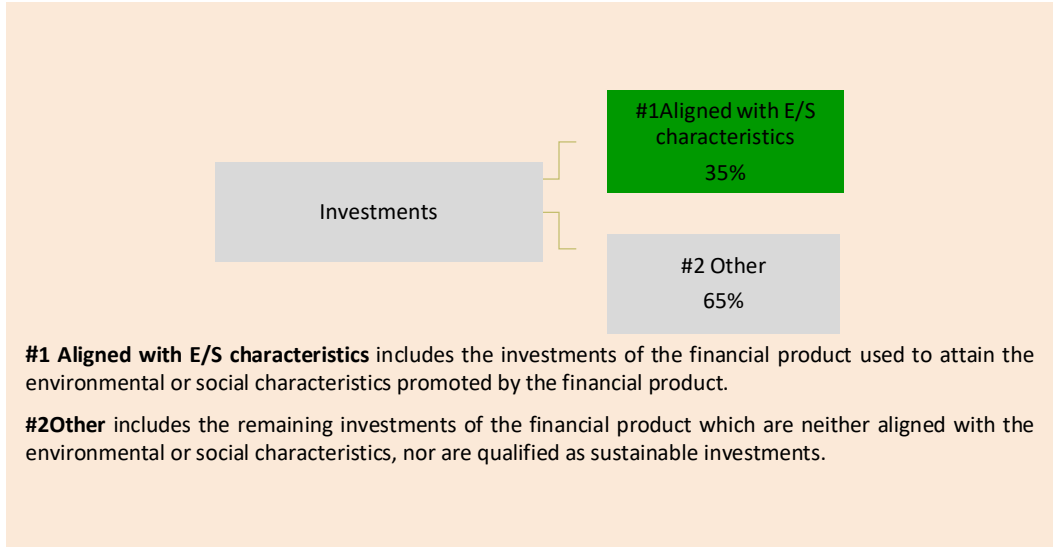 #1Aligned with E/S
characteristics
35%
Investments
#2 Other
65%
#1 Aligned with E/S characteristics includes the investments of the financial product used to attain the
environmental or social characteristics promoted by the financial product.
#2Other includes the remaining investments of the financial product which are neither aligned with the
environmental or social characteristics, nor are qualified as sustainable investments.